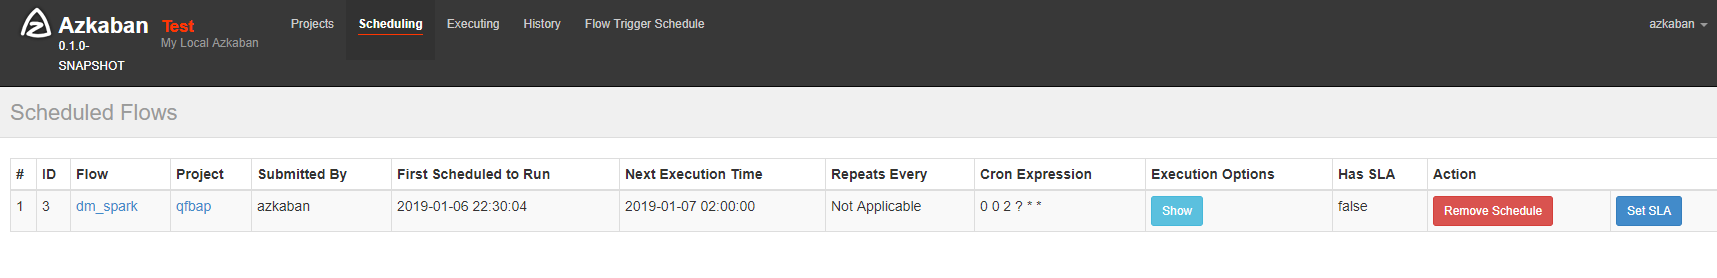 Azkaban Test Projects Scheduling Executing History Flow Trigger Schedule azkaban
0.1.0-
SNAPSHOT
My Local Azkaban
Scheduled Flows
# ID Flow Project Submitted By First Scheduled to Run Next Execution Time Repeats Every Cron Expression Execution Options Has SLA Action
1 3 dm_spark qfbap azkaban 2019-01-06 22:30:04 2019-01-07 02:00:00 Not Applicable 0 0 2 ? * * Show false Remove Schedule Set SLA